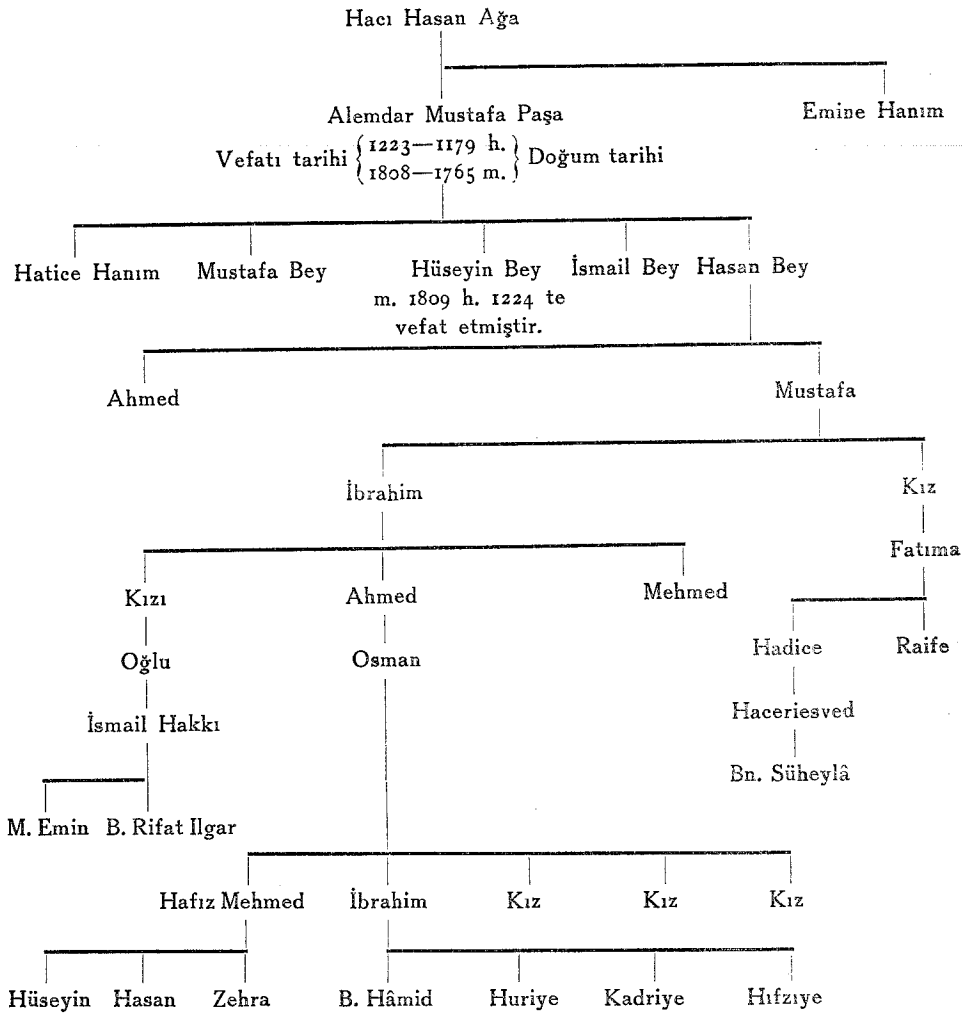 Hacı Hasan Ağa
Emine Hanım
Alemdar Mustafa Paşa
Vefatı tarihi {1223—1179 h.} Doğum tarihi
{1808—1765 m.}
Hatice Hanım Mustafa Bey Hüseyin Bey İsmail Bey Hasan Bey
m. 1809 h. 1224 te
vefat etmiştir.
Ahmed Mustafa
İbrahim Kız
Fatıma
Kızı Ahmed Mehmed
Hadice Raife
Oğlu Osman
İsmail Hakkı Haceriesved
Bn. Süheylâ
M. Emin B. Rifat Ilgar
Hafız Mehmed İbrahim Kız Kız Kız
Hüseyin Hasan Zehra B. Hâmid Huriye Kadriye Hıfzıye